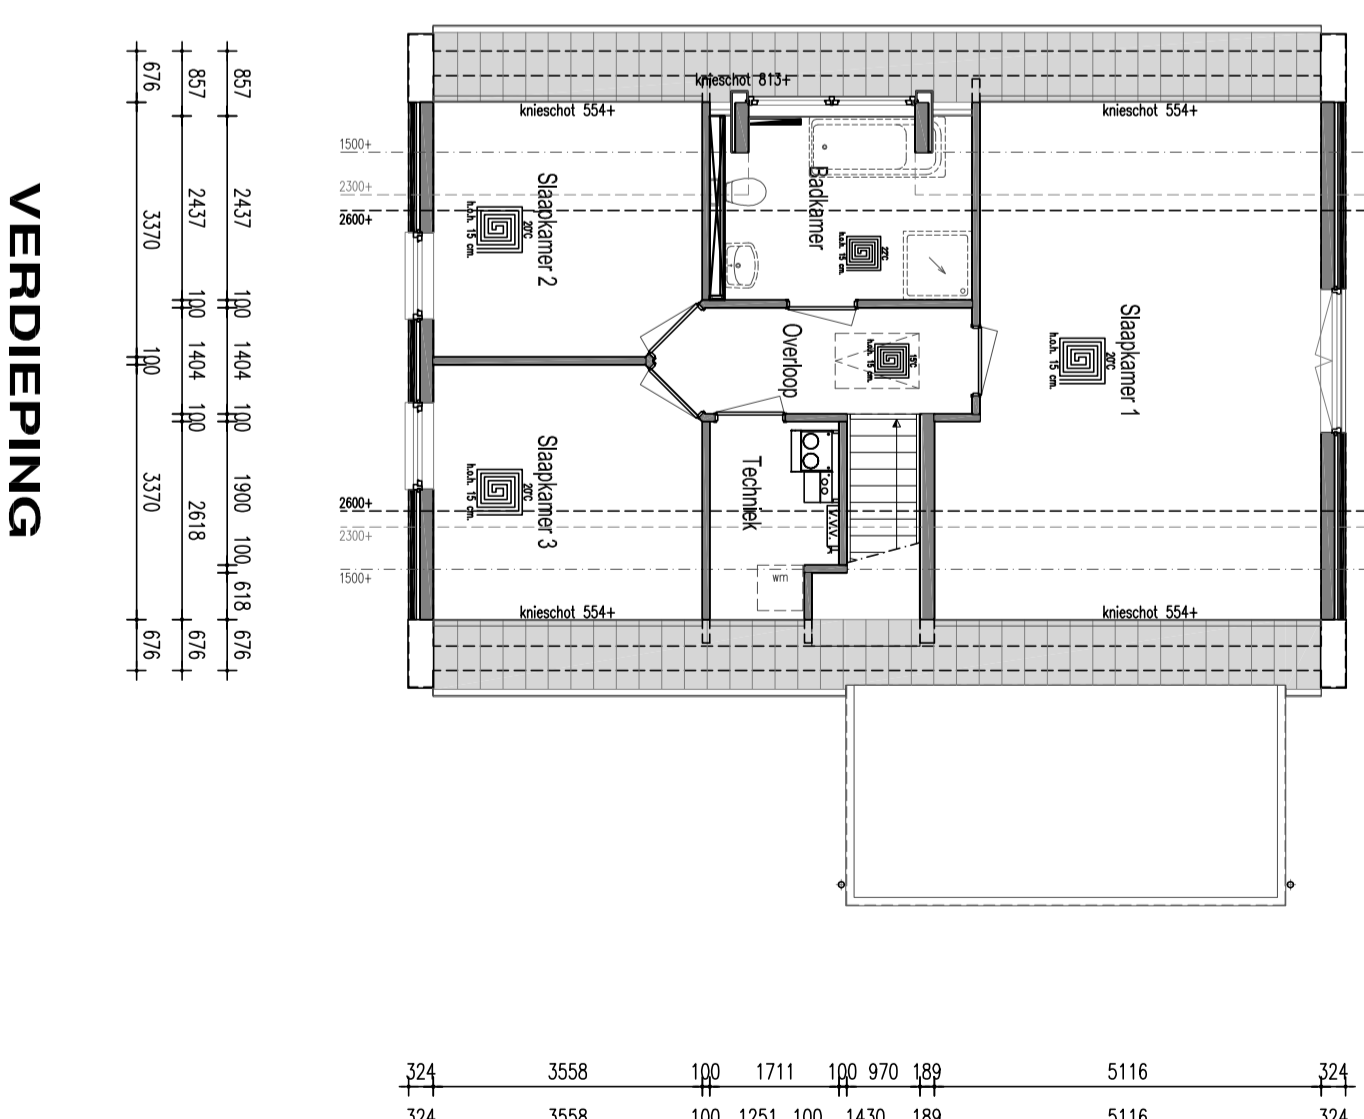 VERDIEPING
676 3370 100 3370 676
857 2437 100 1404 100 2618 676
857 2437 100 1404 100 1900 100 618 676
knieschot 813+
knieschot 554+
knieschot 554+
1500+
2300+
2600+
Slaapkamer 2
20°C
h.o.h. 15 cm.
Badkamer
22°C
h.o.h. 15 cm.
Slaapkamer 1
20°C
h.o.h. 15 cm.
Overloop
15°C
h.o.h. 15 cm.
Slaapkamer 3
20°C
h.o.h. 15 cm.
Techniek
V.V.
wm
2600+
2300+
1500+
knieschot 554+
knieschot 554+
324 3558 100 1711 100 970 189 5116 324
324 3558 100 1251 100 1430 189 5116 324